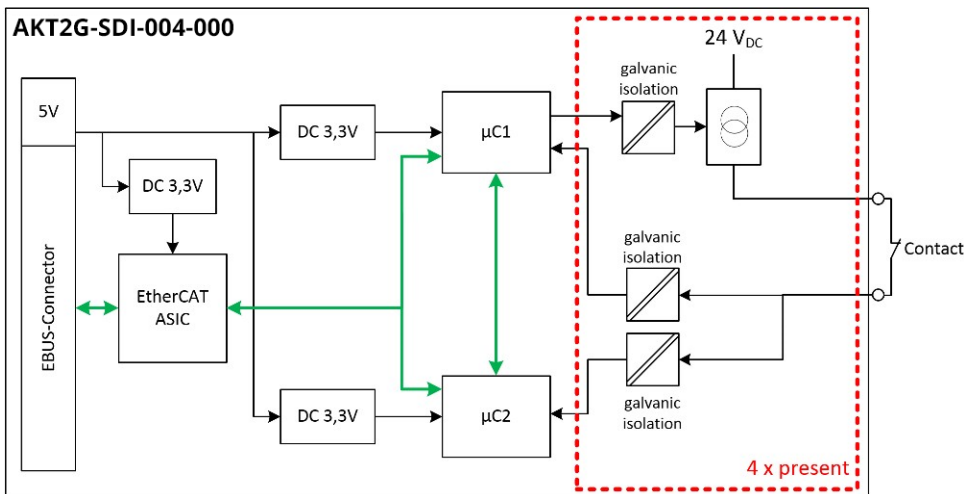 AKT2G-SDI-004-000
24 VDC
galvanic
isolation
5V
DC 3,3V
µC1
DC 3,3V
galvanic
isolation
Contact
EBUS-Connector
EtherCAT
ASIC
DC 3,3V
µC2
galvanic
isolation
4 x present